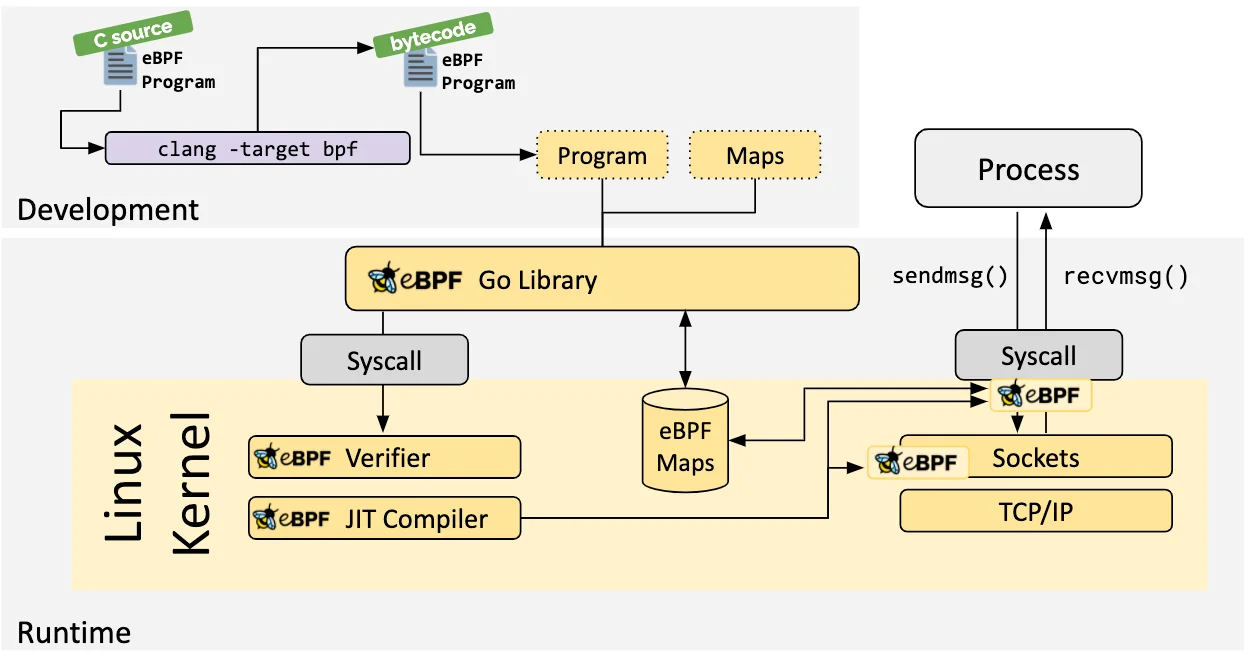 C source
eBPF
Program
bytecode
eBPF
Program
clang -target bpf
Program
Maps
Development
Process
eBPF Go Library
sendmsg()
recvmsg()
Syscall
Syscall
eBPF
Linux
Kernel
eBPF
Maps
eBPF Verifier
eBPF Sockets
eBPF JIT Compiler
TCP/IP
Runtime